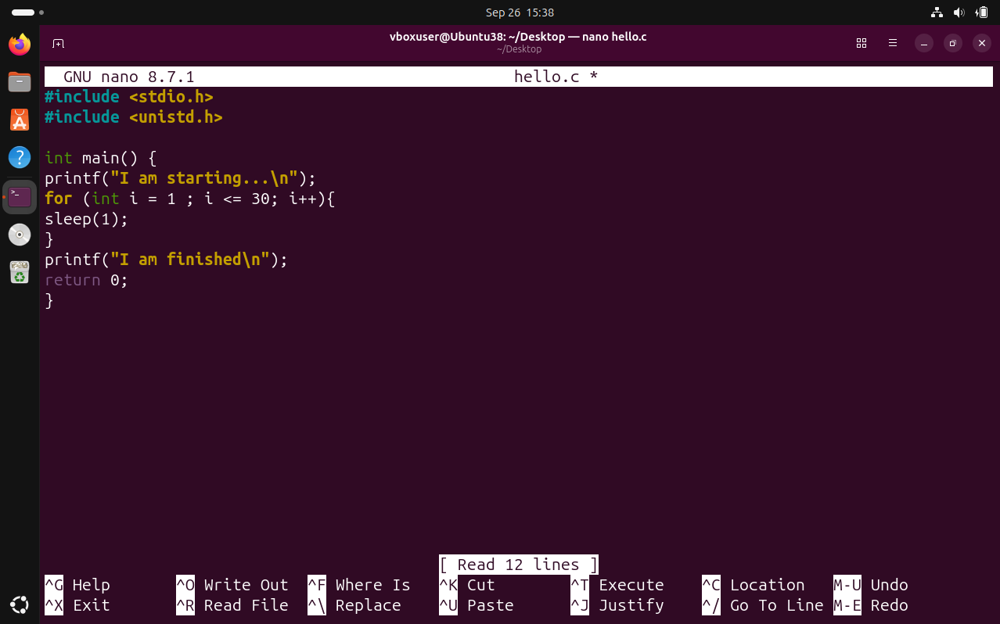 Sep 26 15:38
vboxuser@Ubuntu38: ~/Desktop — nano hello.c
~/Desktop
GNU nano 8.7.1 hello.c *
#include <stdio.h>
#include <unistd.h>
int main() {
printf("I am starting...\n");
for (int i = 1 ; i <= 30; i++){
sleep(1);
}
printf("I am finished\n");
return 0;
}
[ Read 12 lines ]
^G Help ^O Write Out ^F Where Is ^K Cut ^T Execute ^C Location M-U Undo
^X Exit ^R Read File ^\ Replace ^U Paste ^J Justify ^/ Go To Line M-E Redo